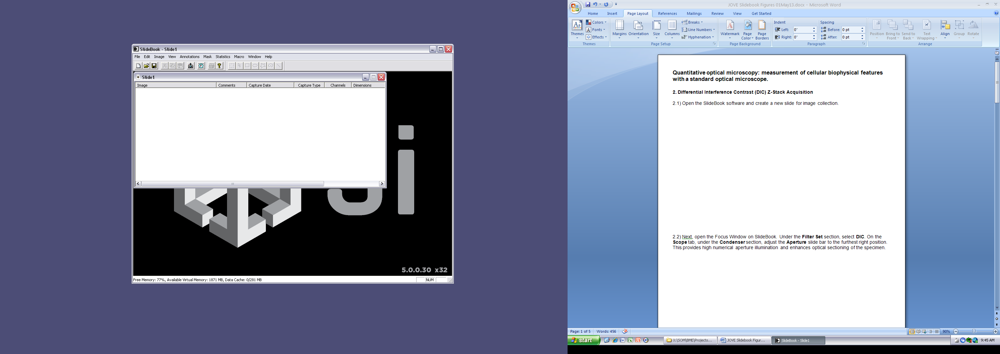 SlideBook - Slide1
File Edit Image View Annotations Mask Statistics Macro Window Help
Slide1
Image Comments Capture Date Capture Type Channels Dimensions
i
5.0.0.30 x32
Free Memory: 77%, Available Virtual Memory: 1871 MB, Data Cache: 0/281 MB NUM
JOVE Slidebook Figures 01May13.docx - Microsoft Word
Home Insert Page Layout References Mailings Review View Get Started
Themes Colors Fonts Effects
Themes
Margins Orientation Size Columns Breaks Line Numbers Hyphenation
Page Setup
Watermark Page Color Page Borders
Page Background
Indent Spacing
Left: 0" Before: 0 pt
Right: 0" After: 0 pt
Paragraph
Position Bring to Front Send to Back Text Wrapping Align Group Rotate
Arrange
Quantitative optical microscopy: measurement of cellular biophysical features
with a standard optical microscope.
2. Differential Interference Contrast (DIC) Z-Stack Acquisition
2.1) Open the SlideBook software and create a new slide for image collection.
2.2) Next, open the Focus Window on SlideBook. Under the Filter Set section, select DIC. On the
Scope tab, under the Condenser section, adjust the Aperture slide bar to the furthest right position.
This provides high numerical aperture illumination and enhances optical sectioning of the specimen.
Page: 1 of 5 Words: 456 90%
start X:\SOM\BME\Projects... JOVE Slidebook Figur... SlideBook - Slide1 9:45 AM